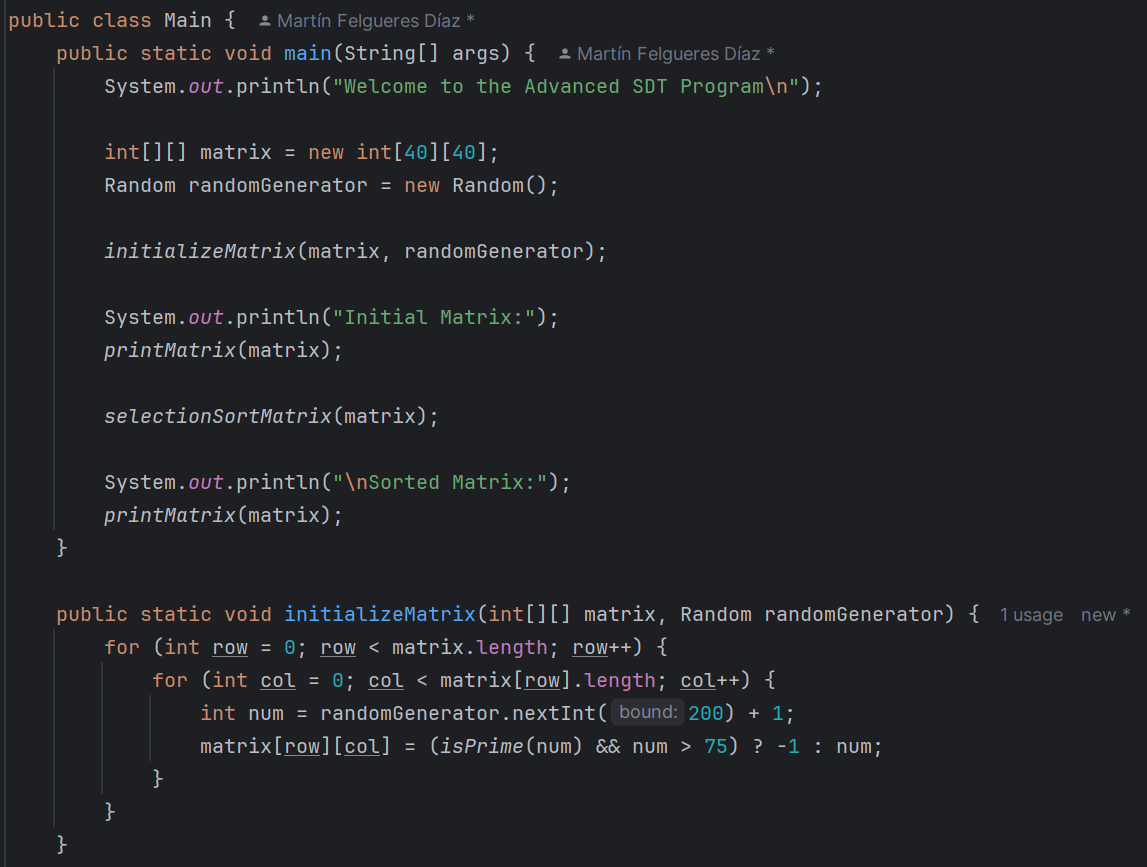 public class Main {  Martín Felgueres Díaz *
    public static void main(String[] args) {  Martín Felgueres Díaz *
        System.out.println("Welcome to the Advanced SDT Program\n");

        int[][] matrix = new int[40][40];
        Random randomGenerator = new Random();

        initializeMatrix(matrix, randomGenerator);

        System.out.println("Initial Matrix:");
        printMatrix(matrix);

        selectionSortMatrix(matrix);

        System.out.println("\nSorted Matrix:");
        printMatrix(matrix);
    }

    public static void initializeMatrix(int[][] matrix, Random randomGenerator) {  1 usage  new *
        for (int row = 0; row < matrix.length; row++) {
            for (int col = 0; col < matrix[row].length; col++) {
                int num = randomGenerator.nextInt( bound: 200) + 1;
                matrix[row][col] = (isPrime(num) && num > 75) ? -1 : num;
            }
        }
    }